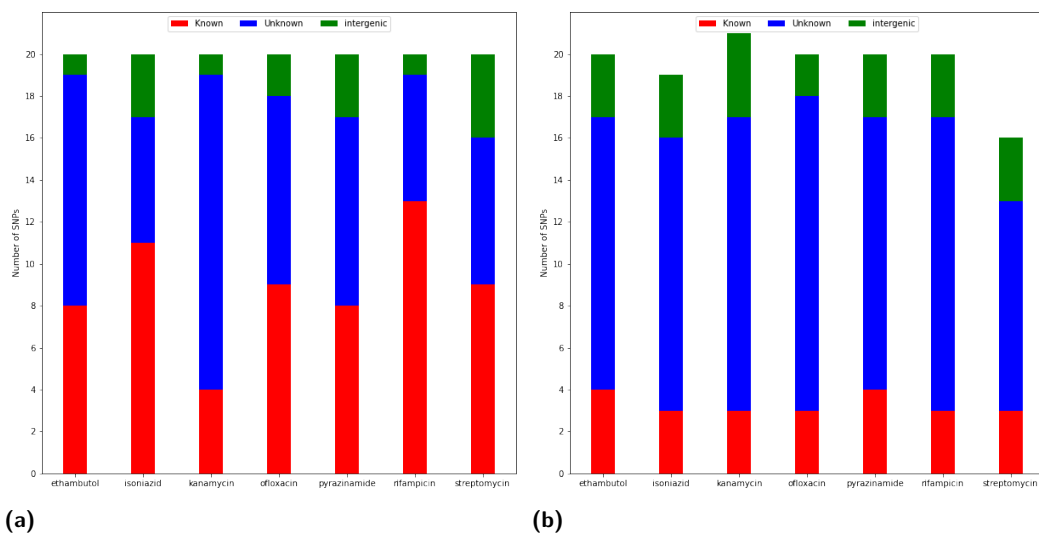 Known Unknown intergenic
20
18
16
14
12
10
8
6
4
2
0
Number of SNPs
ethambutol isoniazid kanamycin ofloxacin pyrazinamide rifampicin streptomycin
(a)
Known Unknown intergenic
20
18
16
14
12
10
8
6
4
2
0
Number of SNPs
ethambutol isoniazid kanamycin ofloxacin pyrazinamide rifampicin streptomycin
(b)